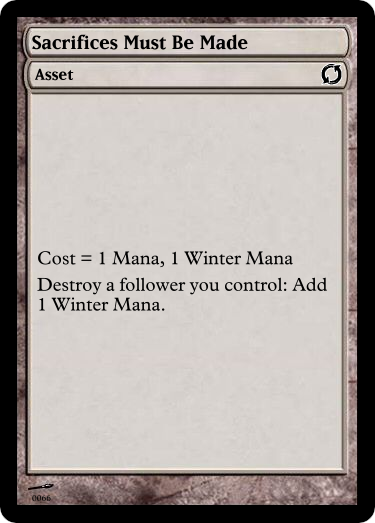 Sacrifices Must Be Made
Asset
Cost = 1 Mana, 1 Winter Mana
Destroy a follower you control: Add
1 Winter Mana.
0066